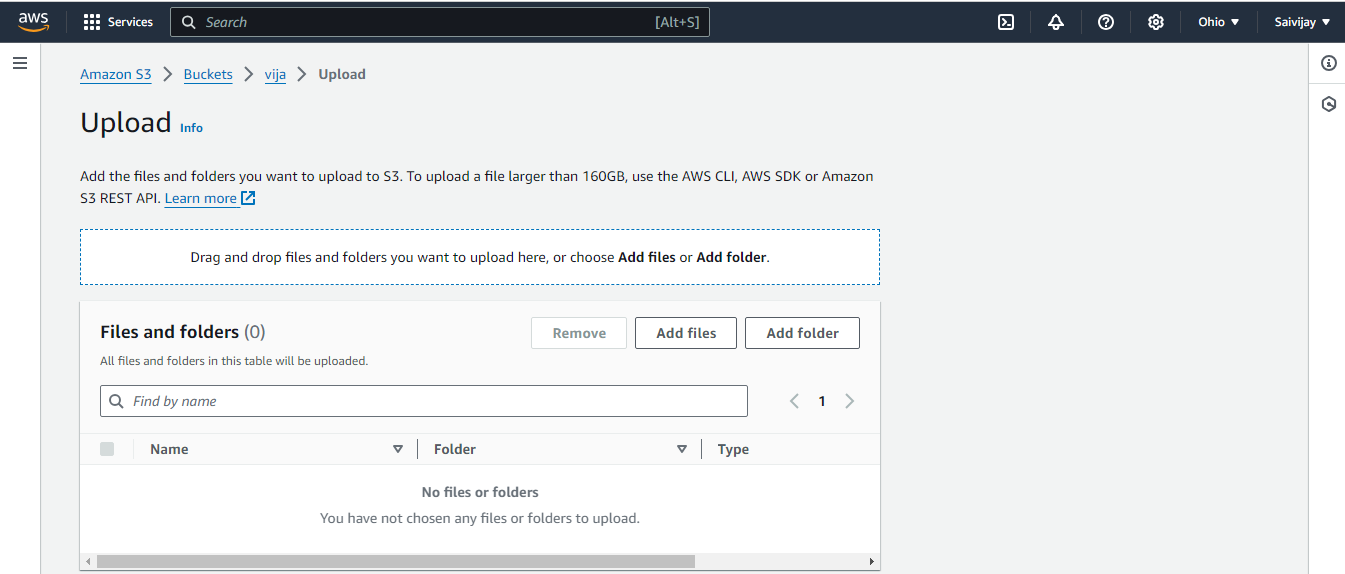 aws Services Search [Alt+S] Ohio Saivijay
Amazon S3 Buckets vija Upload
Upload Info
Add the files and folders you want to upload to S3. To upload a file larger than 160GB, use the AWS CLI, AWS SDK or Amazon
S3 REST API. Learn more
Drag and drop files and folders you want to upload here, or choose Add files or Add folder.
Files and folders (0) Remove Add files Add folder
All files and folders in this table will be uploaded.
Find by name 1
Name Folder Type
No files or folders
You have not chosen any files or folders to upload.